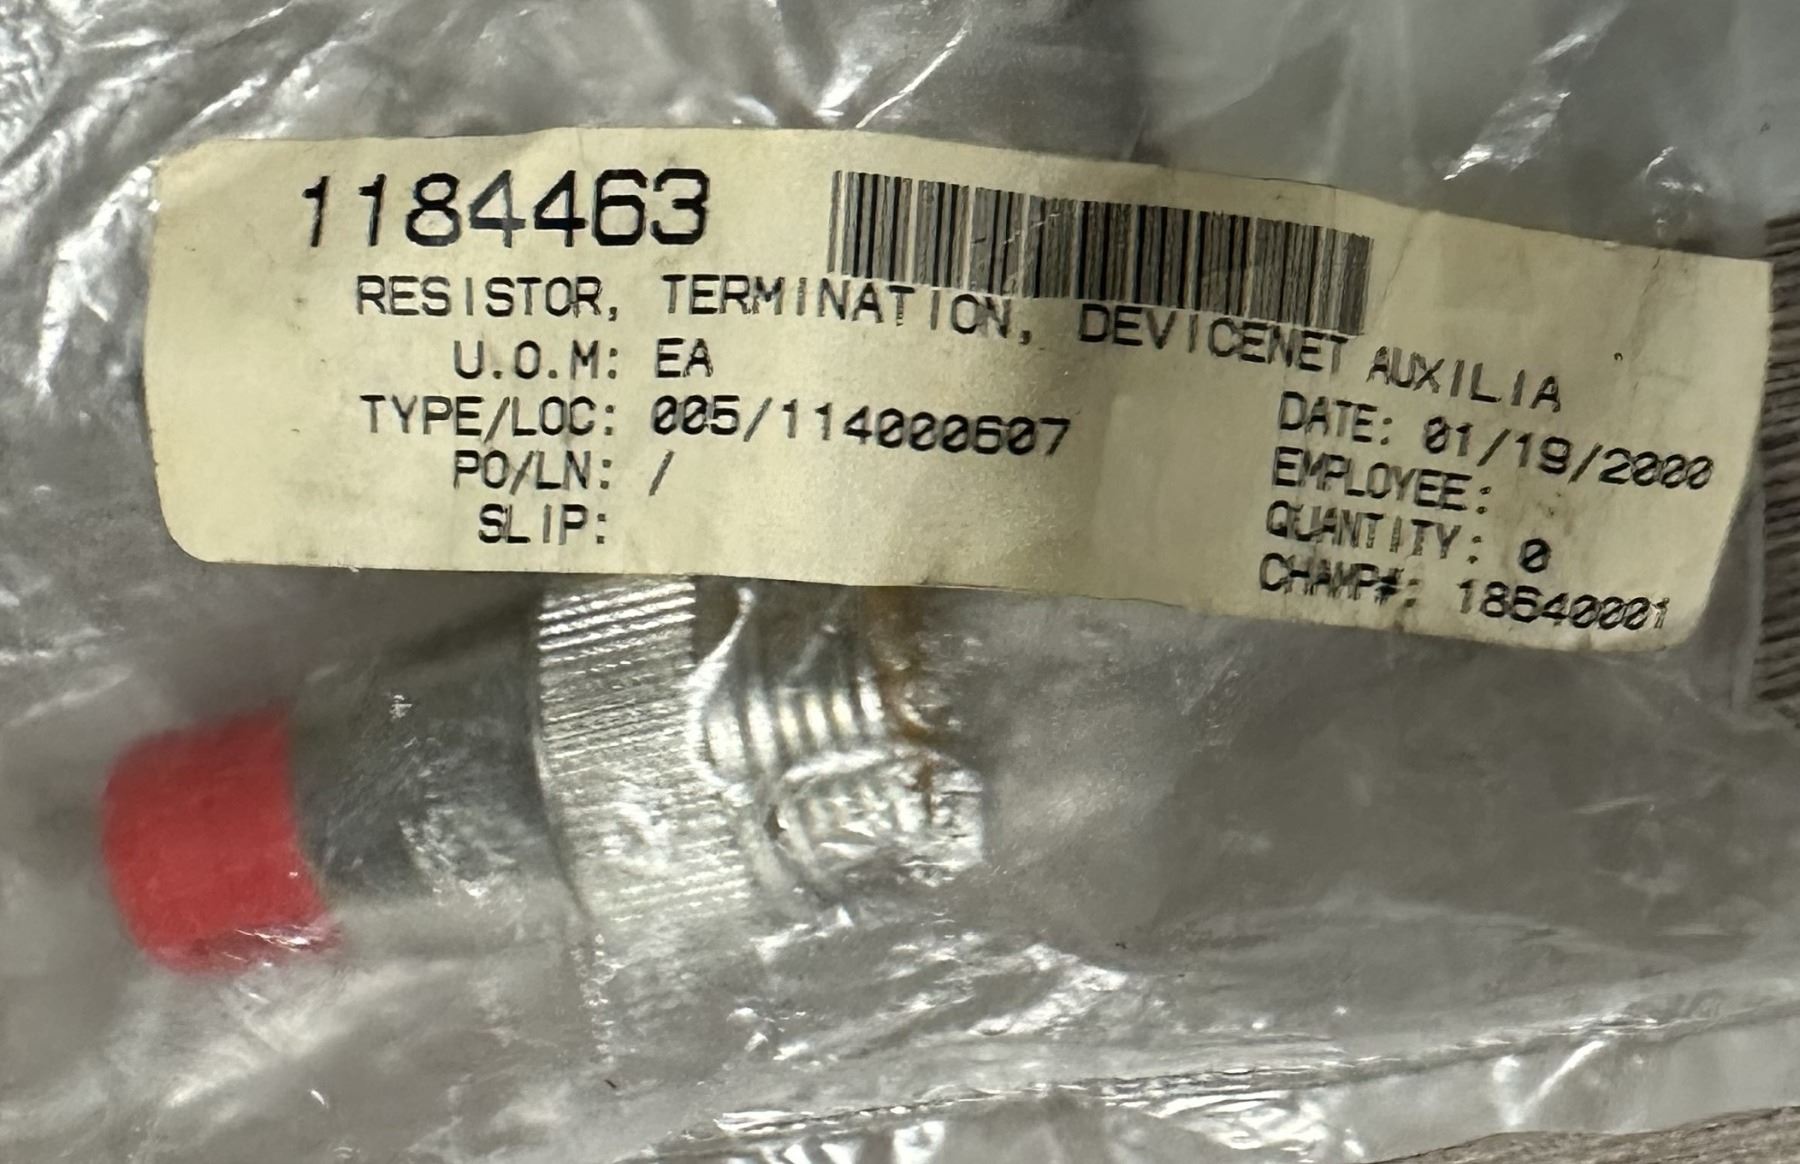 1184463
RESISTOR, TERMINATION, DEVICENET AUXILIA
U.O.M: EA
TYPE/LOC: 005/114000607
DATE: 01/19/2000
PO/LN: /
EMPLOYEE:
SLIP:
QUANTITY: 0
CHAMP#: 18640001